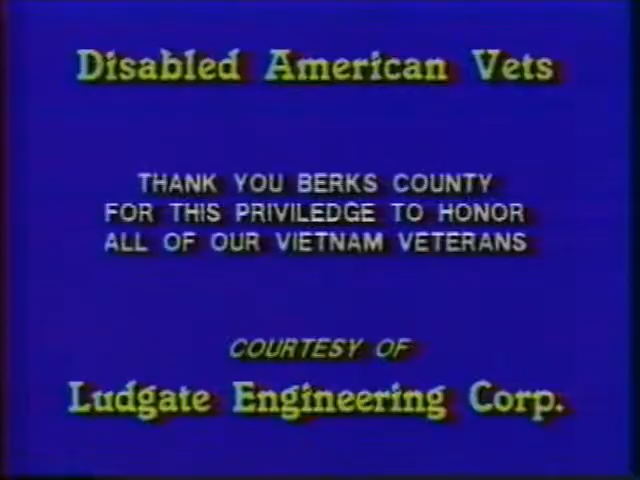 Disabled American Vets
THANK YOU BERKS COUNTY
FOR THIS PRIVILEDGE TO HONOR
ALL OF OUR VIETNAM VETERANS
COURTESY OF
Ludgate Engineering Corp.